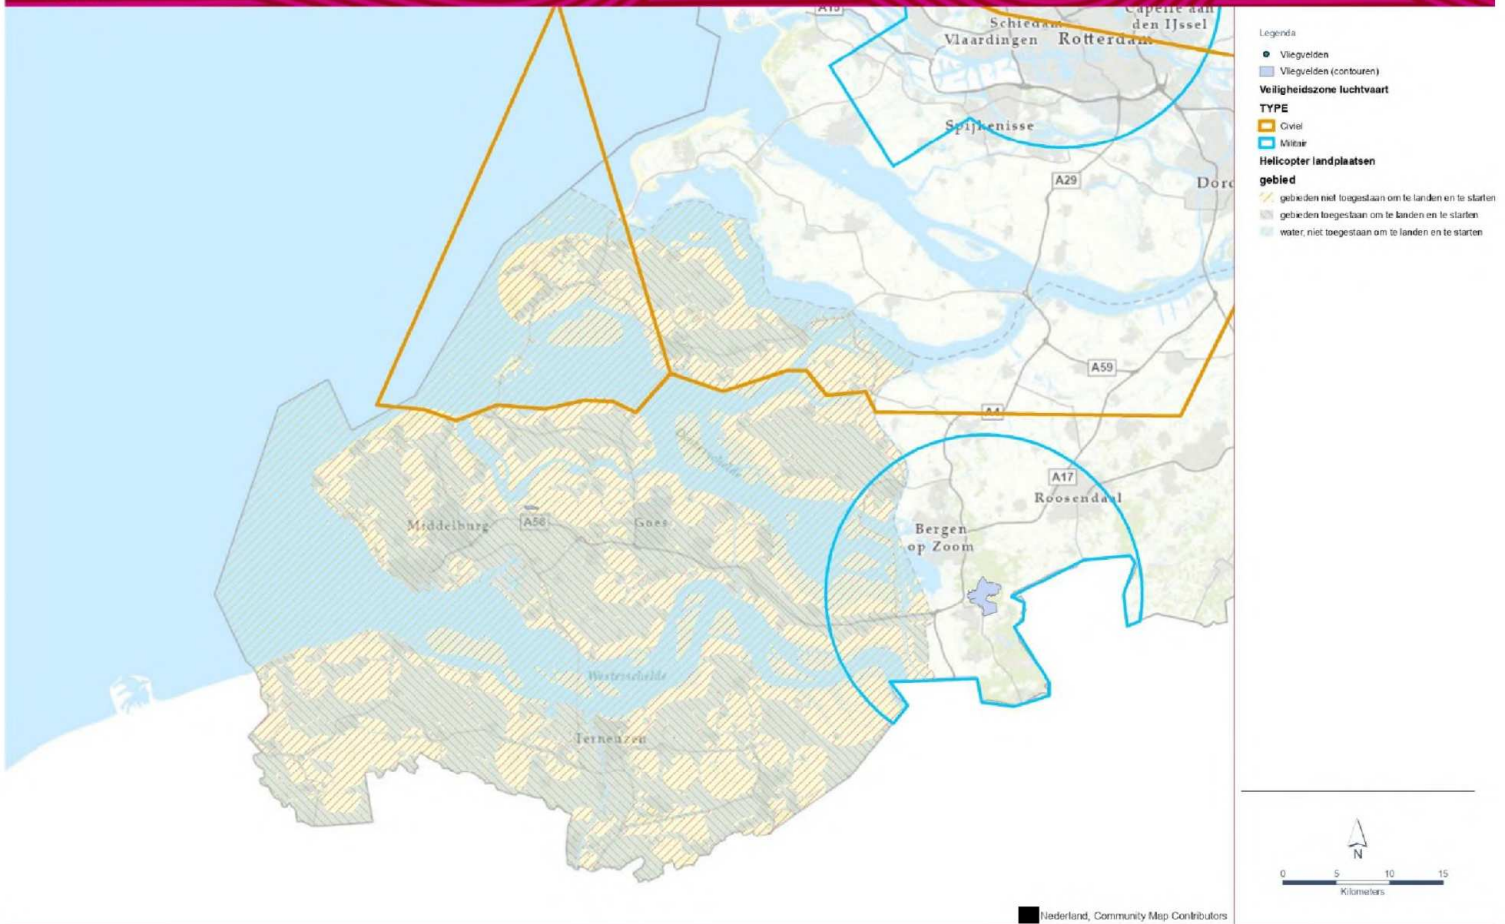 A15
Capelle aan
den IJssel
Schiedam
Vlaardingen
Rotterdam
Spijkenisse
A29
Dord
A59
A4
A17
Roosendaal
Oosterschelde
Middelburg
A58
Goes
Bergen
op Zoom
Westerschelde
Terneuzen
Legenda
Vliegvelden
Vliegvelden (contouren)
Veiligheidszone luchtvaart
TYPE
Civiel
Militair
Helicopter landplaatsen
gebied
gebieden niet toegestaan om te landen en te starten
gebieden toegestaan om te landen en te starten
water, niet toegestaan om te landen en te starten
N
0 5 10 15
Kilometers
Nederland, Community Map Contributors